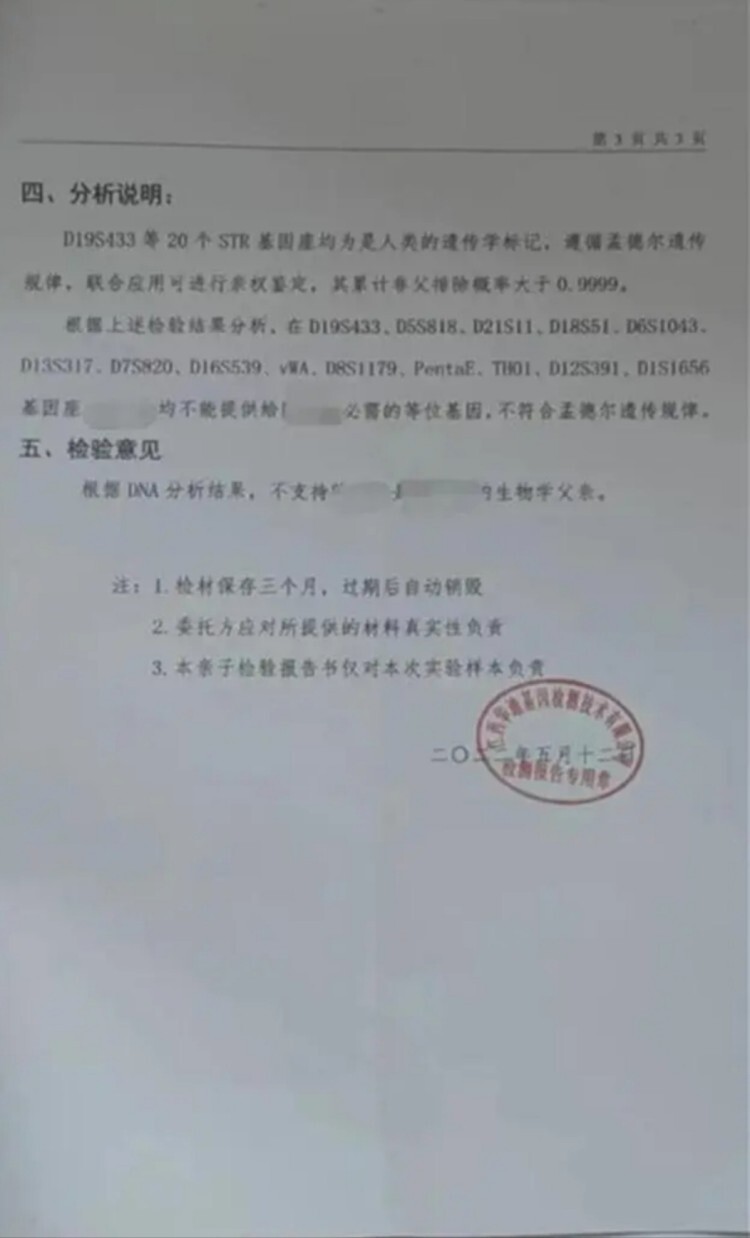 第 3 页 共 3 页
四、分析说明：
D19S433 等 20 个 STR 基因座均为是人类的遗传学标记，遵循孟德尔遗传
规律，联合应用可进行亲权鉴定，其累计非父排除概率大于 0.9999。
根据上述检验结果分析，在 D19S433、D5S818、D21S11、D18S51、D6S1043、
D13S317、D7S820、D16S539、vWA、D8S1179、PentaE、TH01、D12S391、D1S1656
基因座 均不能提供给 必需的等位基因，不符合孟德尔遗传规律。
五、检验意见
根据 DNA 分析结果，不支持 的生物学父亲。
注：1. 检材保存三个月，过期后自动销毁
2. 委托方应对所提供的材料真实性负责
3. 本亲子检验报告书仅对本次实验样本负责
基因检测技术有限公司
二〇二 年五月十二
检测报告专用章